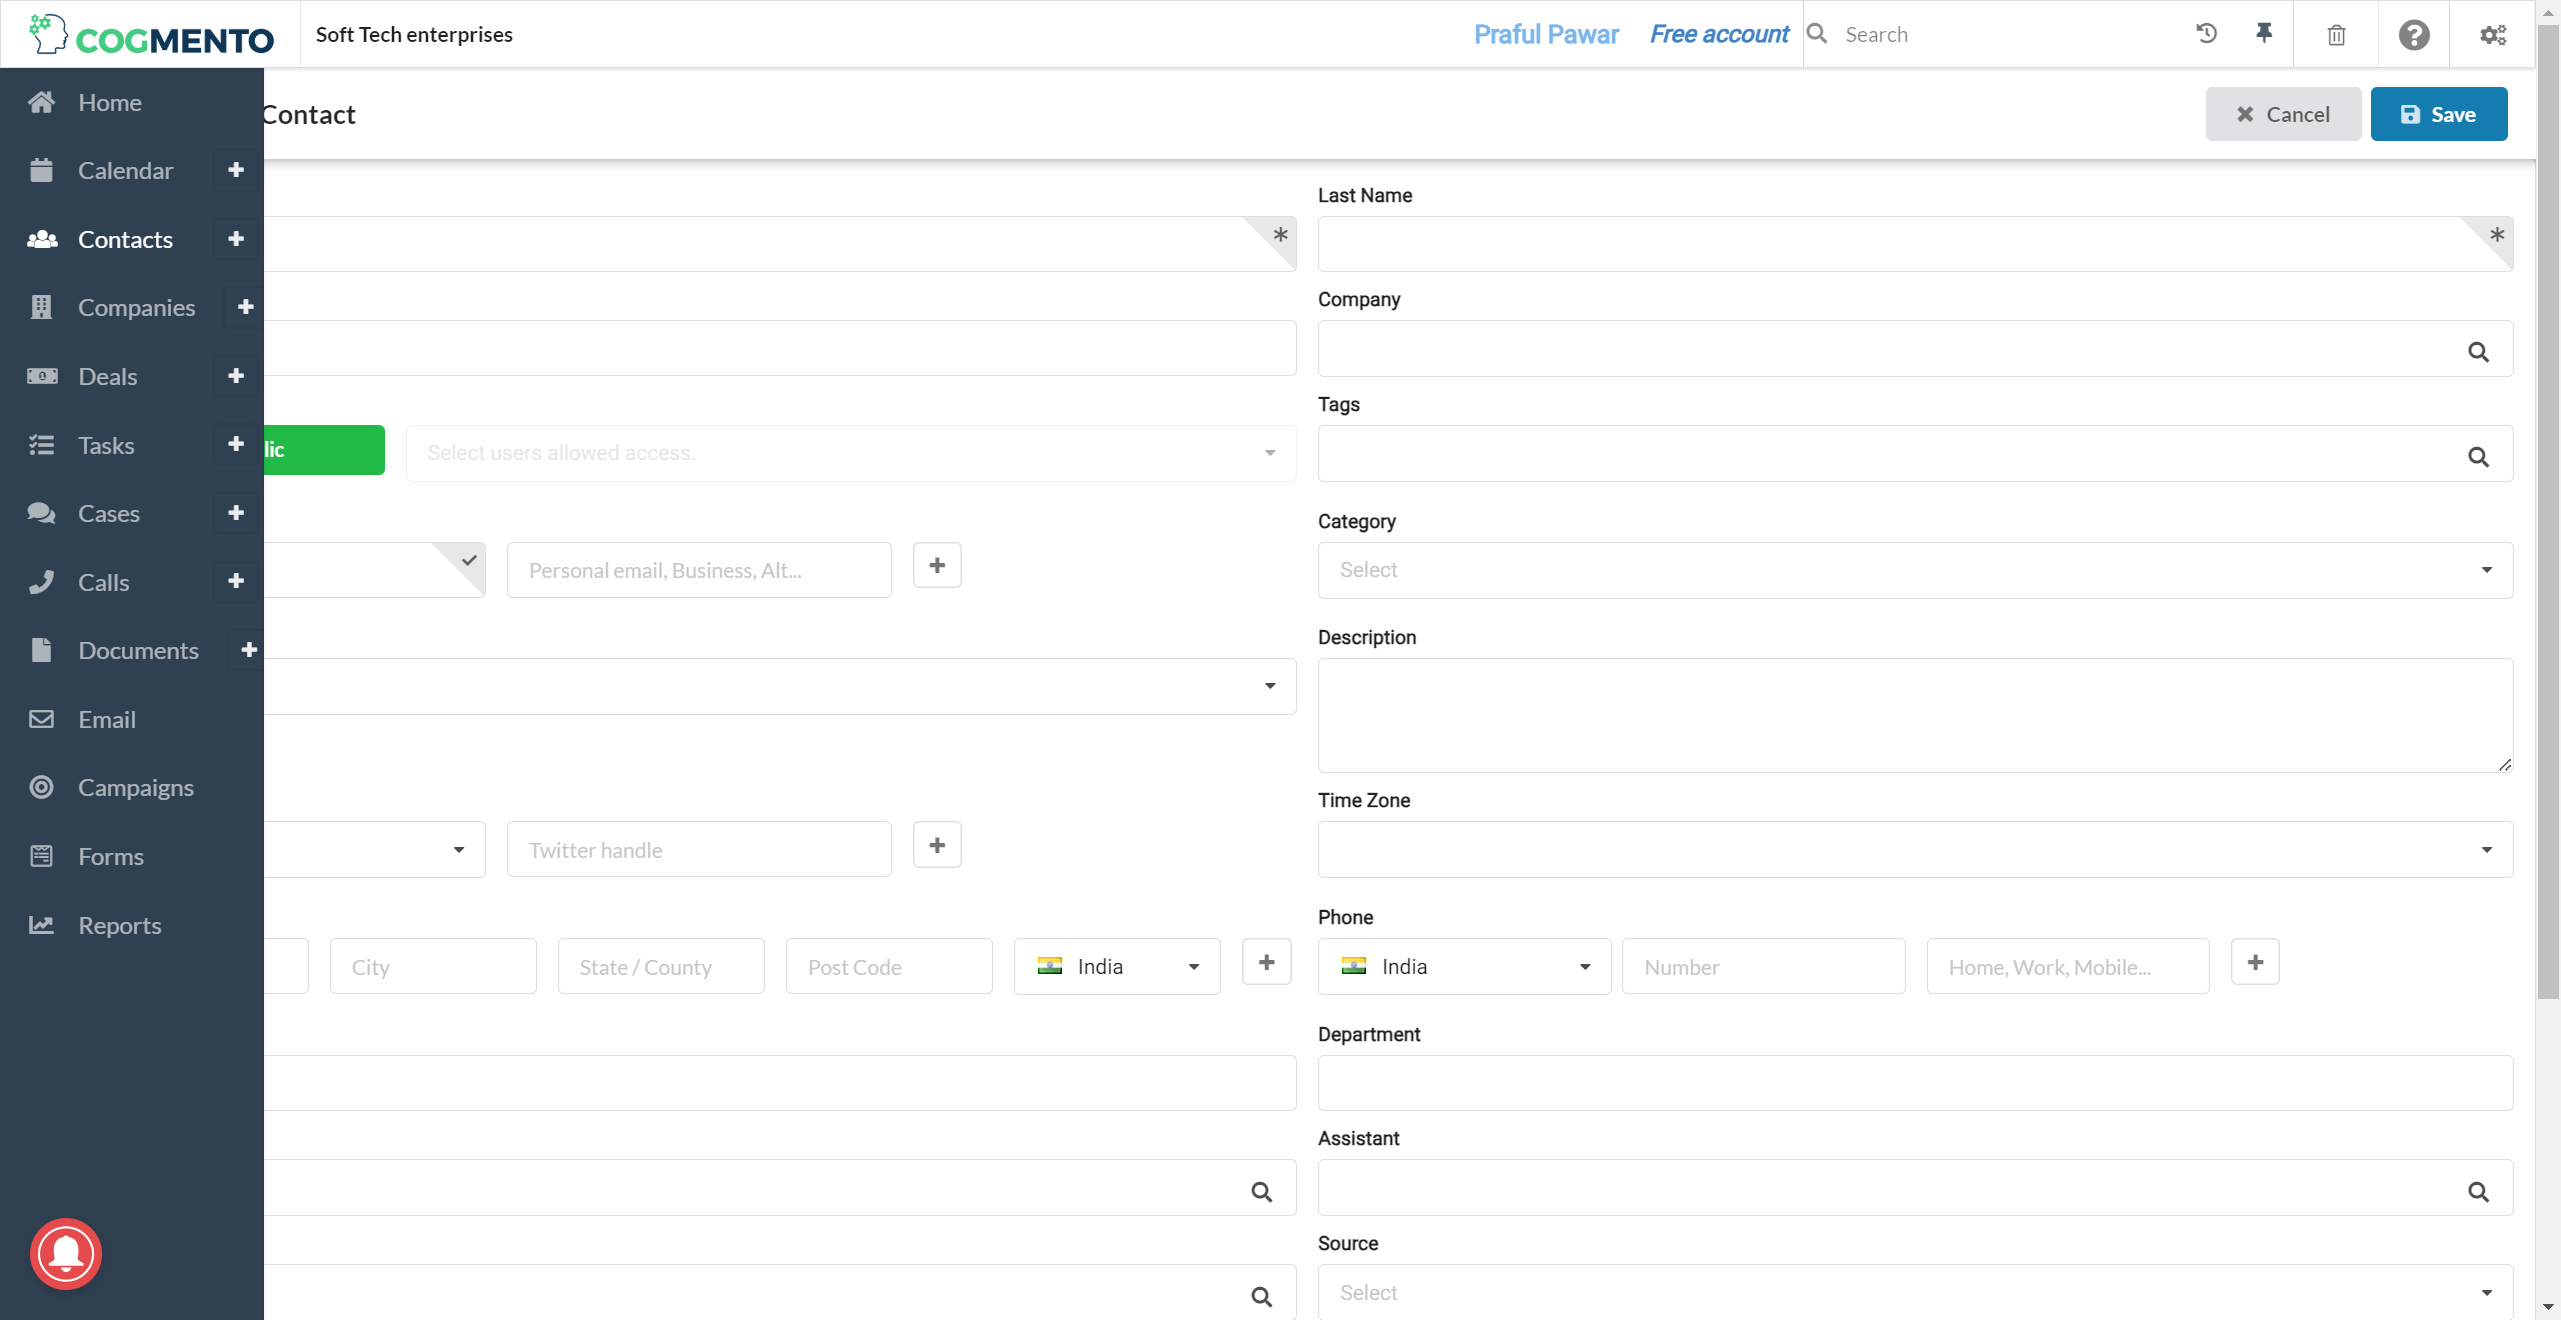 COGMENTO
Soft Tech enterprises
Praful Pawar
Free account
Search
Home
Calendar
Contacts
Companies
Deals
Tasks
Cases
Calls
Documents
Email
Campaigns
Forms
Reports
Contact
Cancel
Save
Last Name
Company
lic
Select users allowed access.
Tags
Personal email, Business, Alt...
Category
Select
Description
Twitter handle
Time Zone
City
State / County
Post Code
India
Phone
India
Number
Home, Work, Mobile...
Department
Assistant
Source
Select